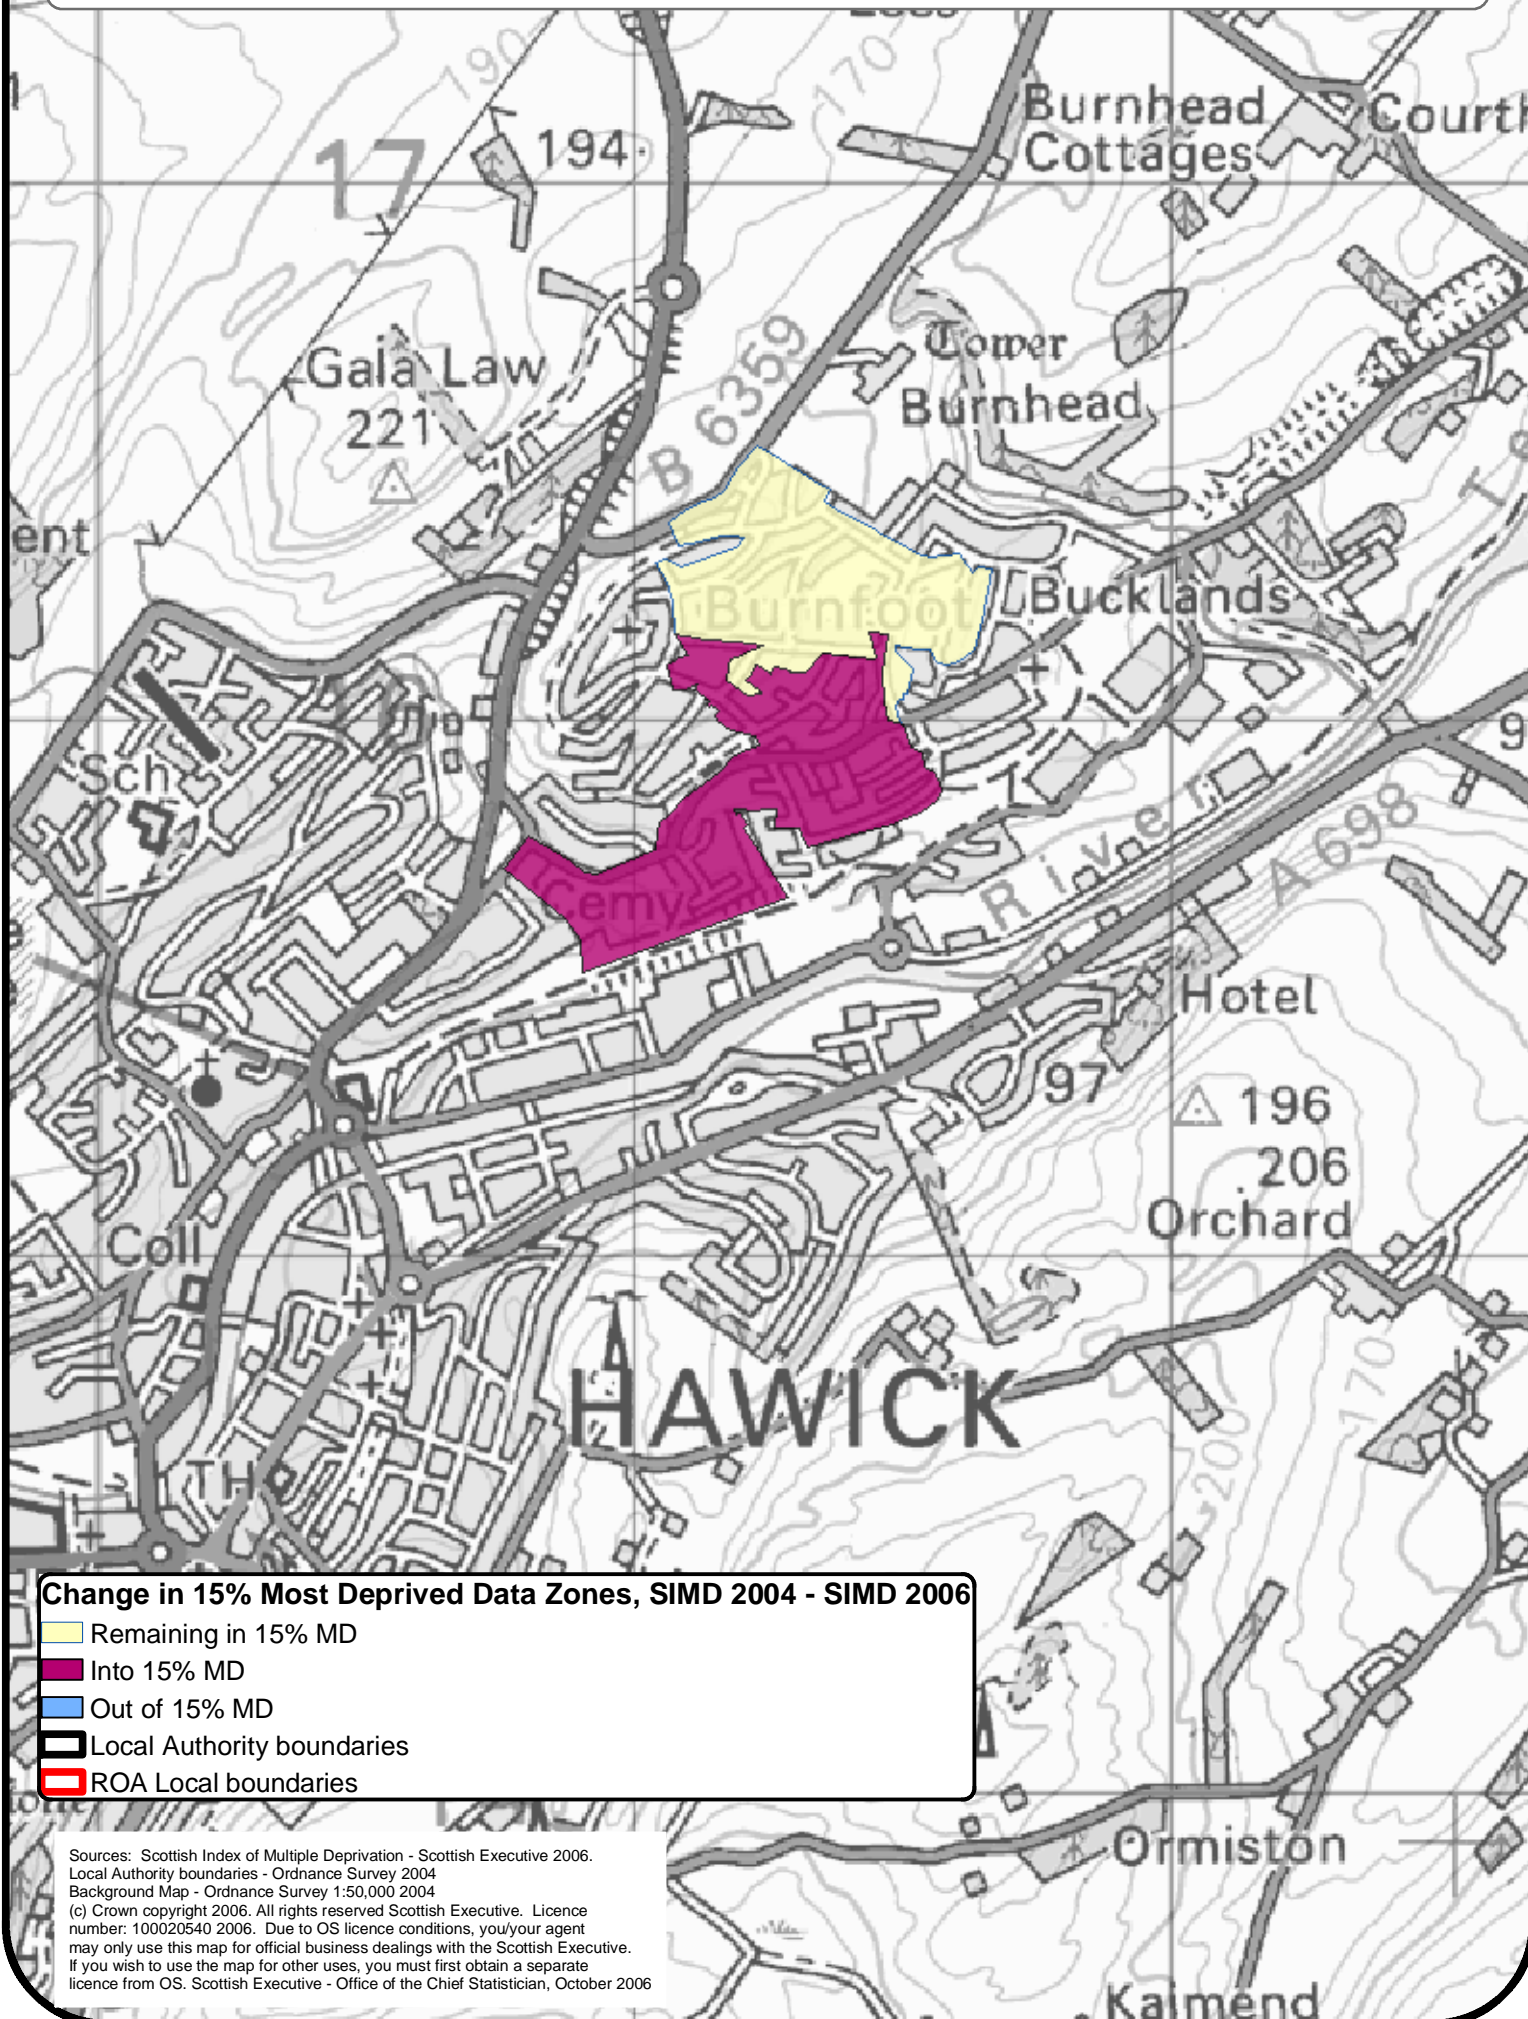 190
170
Burnhead
Cottages
194
17
Gala Law
221
B 6359
Tower
Burnhead
ent
Burnfoot
Bucklands
Sch
9
River
A 698
Cemy
Hotel
97
196
206
Orchard
Coll
170
HAWICK
200
TH
Change in 15% Most Deprived Data Zones, SIMD 2004 - SIMD 2006
Remaining in 15% MD
Into 15% MD
Out of 15% MD
Local Authority boundaries
ROA Local boundaries
Ormiston
Sources: Scottish Index of Multiple Deprivation - Scottish Executive 2006.
Local Authority boundaries - Ordnance Survey 2004
Background Map - Ordnance Survey 1:50,000 2004
(c) Crown copyright 2006. All rights reserved Scottish Executive. Licence
number: 100020540 2006. Due to OS licence conditions, you/your agent
may only use this map for official business dealings with the Scottish Executive.
If you wish to use the map for other uses, you must first obtain a separate
licence from OS. Scottish Executive - Office of the Chief Statistician, October 2006
Kaimend